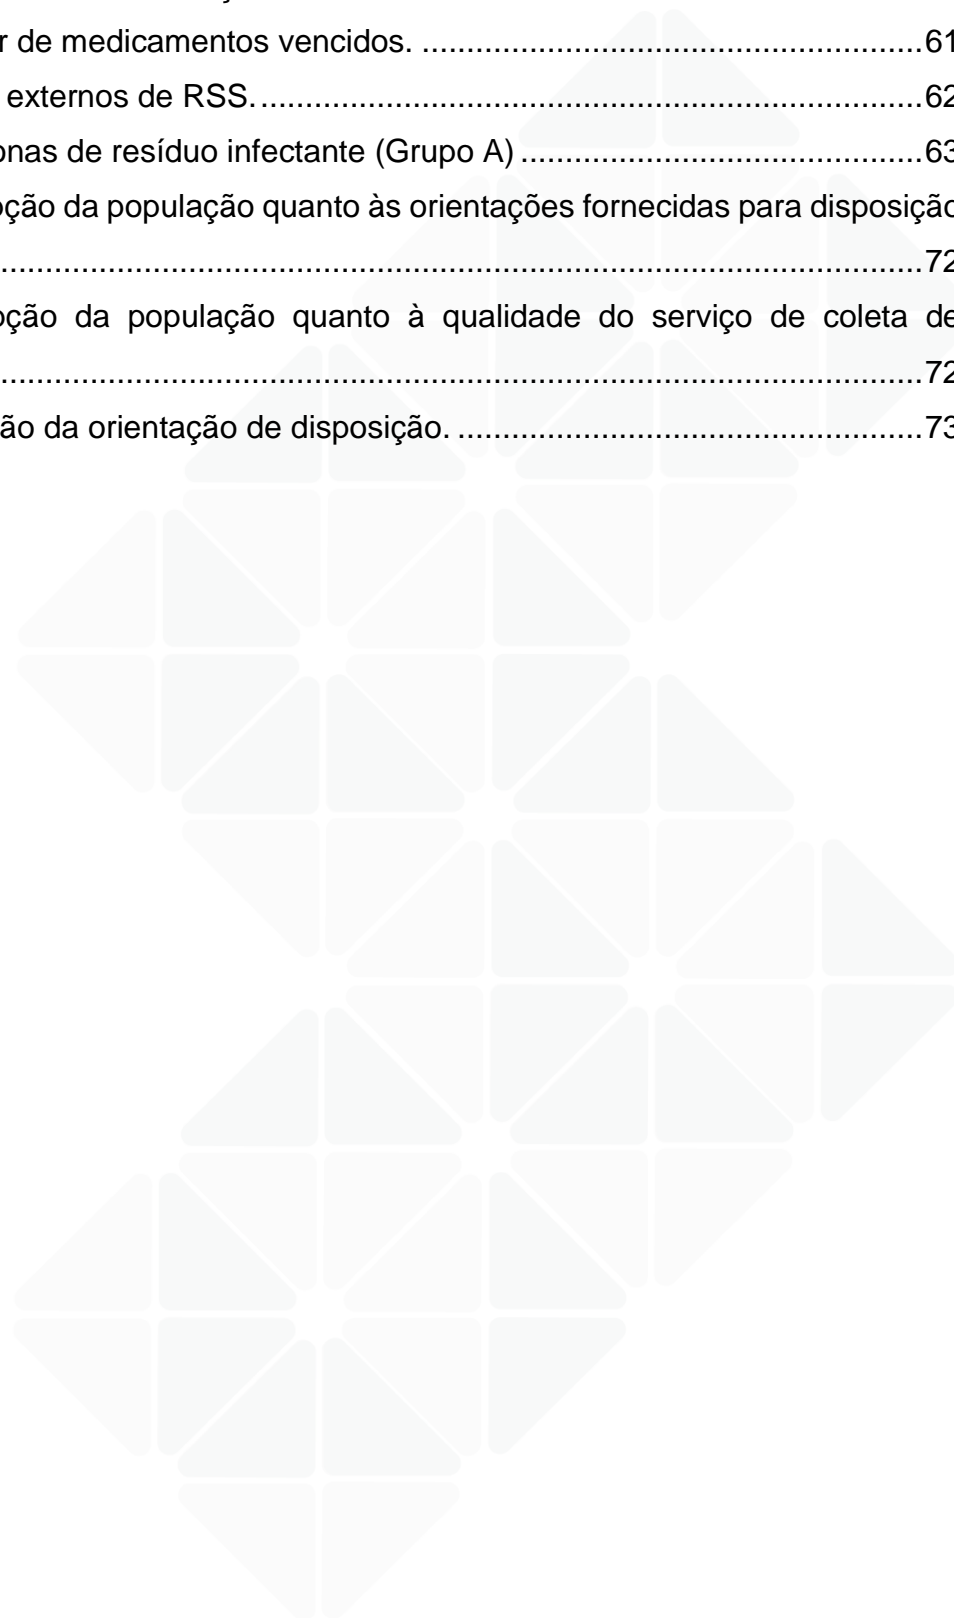 r de medicamentos vencidos. ........................................................61
externos de RSS. ..........................................................................62
onas de resíduo infectante (Grupo A) .............................................63
pção da população quanto às orientações fornecidas para disposição
.......................................................................................................72
pção da população quanto à qualidade do serviço de coleta de
.......................................................................................................72
ão da orientação de disposição. ....................................................73